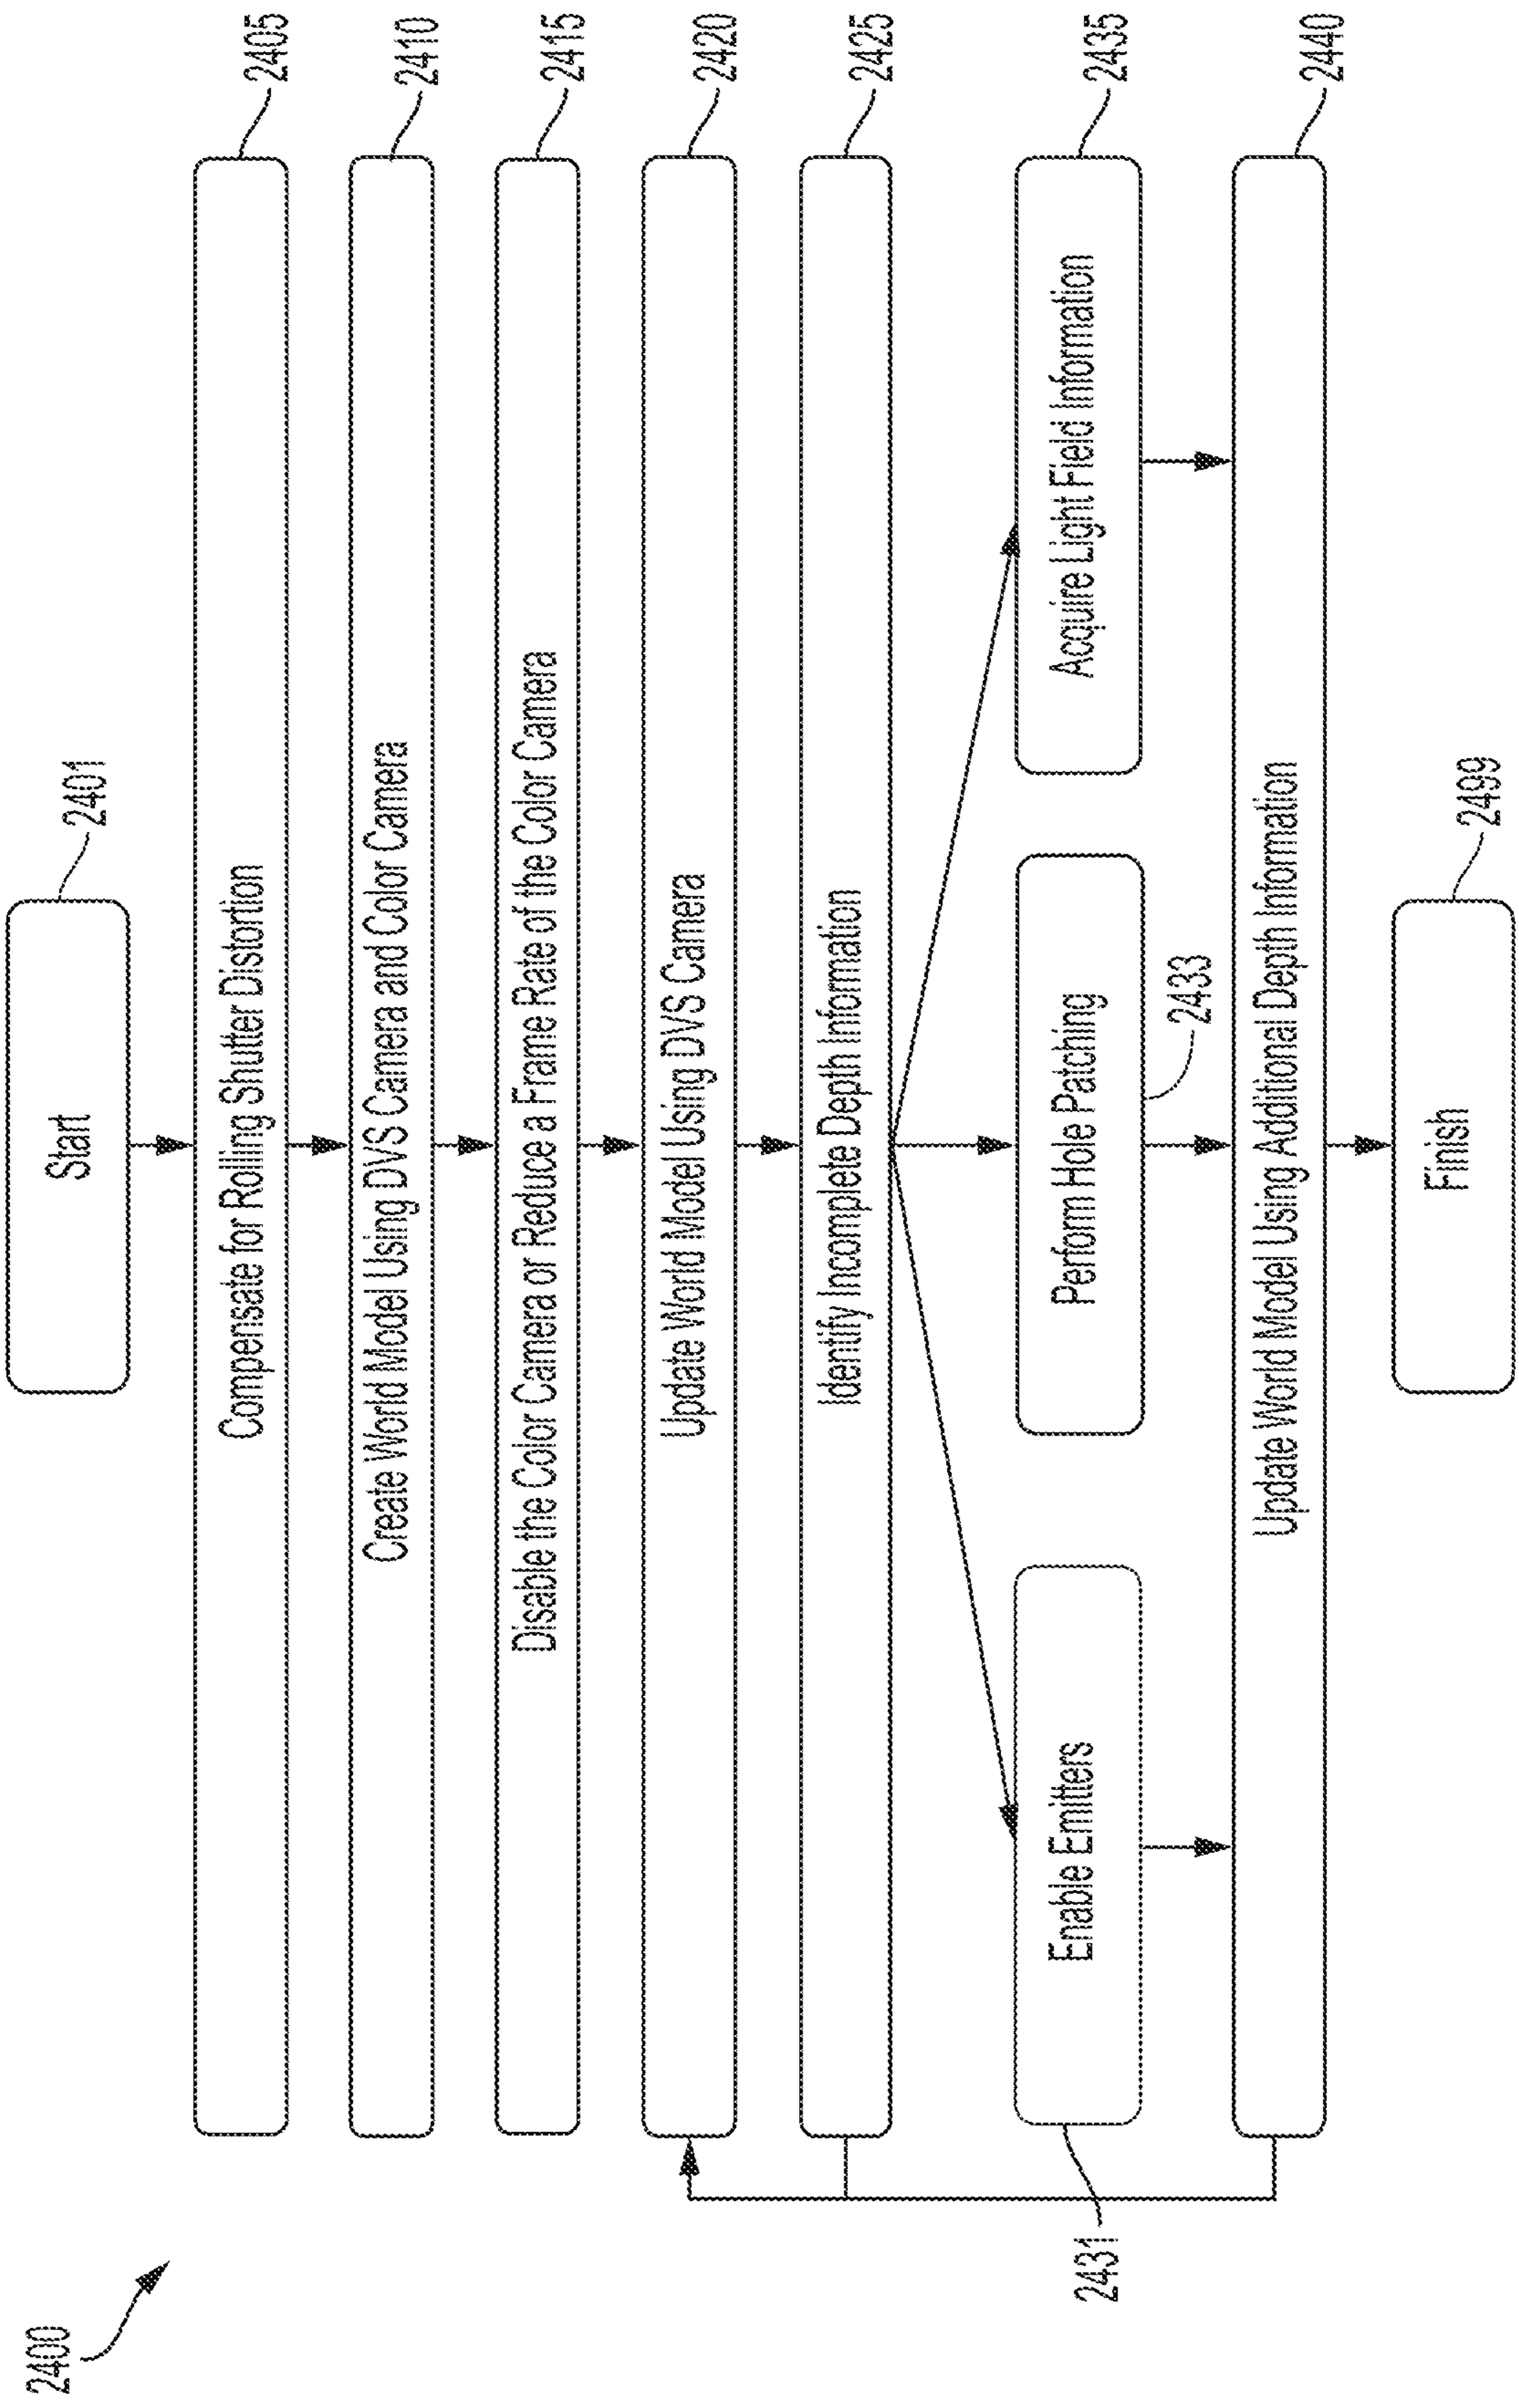 2400
Start
2401
Compensate for Rolling Shutter Distortion
2405
Create World Model Using DVS Camera and Color Camera
2410
Disable the Color Camera or Reduce a Frame Rate of the Color Camera
2415
Update World Model Using DVS Camera
2420
Identify Incomplete Depth Information
2425
Enable Emitters
2431
Perform Hole Patching
2433
Acquire Light Field Information
2435
Update World Model Using Additional Depth Information
2440
Finish
2499